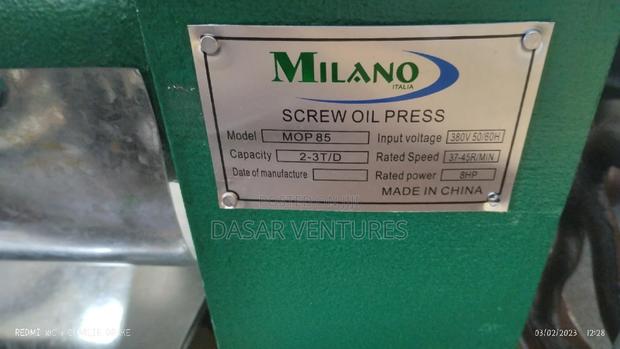 MILANO
ITALIA
SCREW OIL PRESS
Model MOP 85 Input voltage 380V 50/60H
Capacity 2-3T/D Rated Speed 37-45R/MIN
Date of manufacture Rated power 8HP
MADE IN CHINA
DASAR VENTURES
03/02/2023 12:28